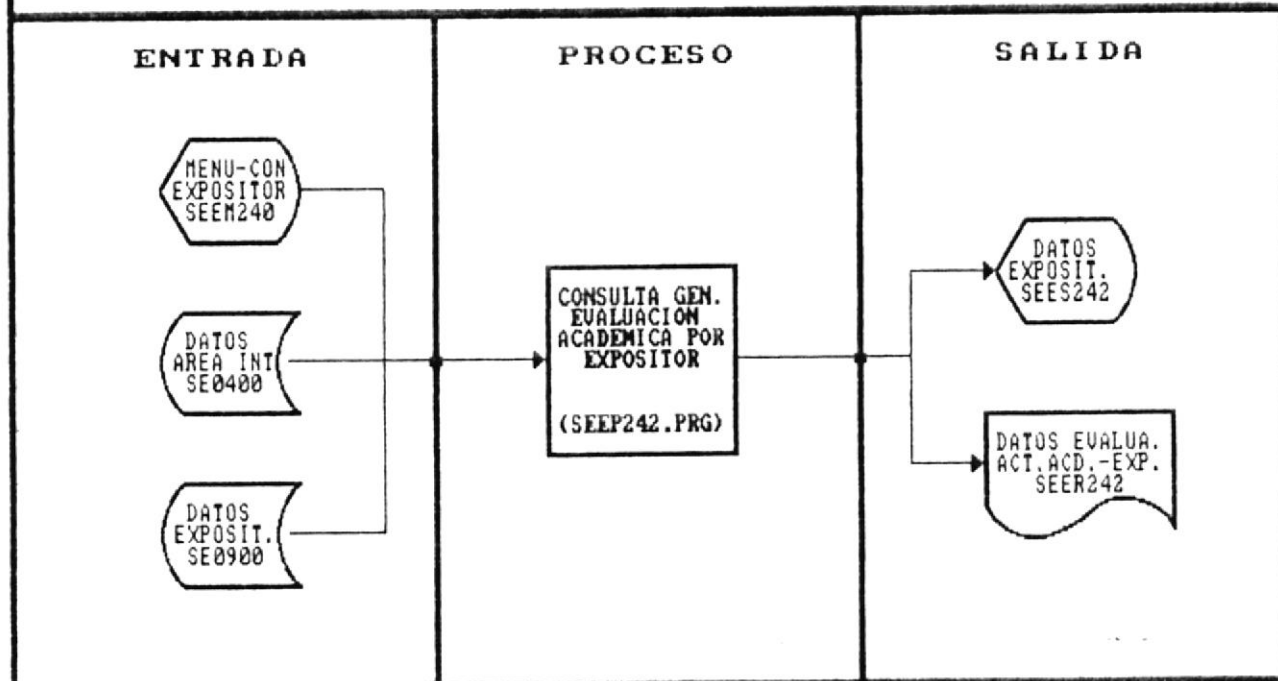 ENTRADA
PROCESO
SALIDA
MENU-CON
EXPOSITOR
SEEM240
DATOS
AREA INT
SE0400
DATOS
EXPOSIT.
SE0900
CONSULTA GEN.
EVALUACION
ACADEMICA POR
EXPOSITOR
(SEEP242.PRG)
DATOS
EXPOSIT.
SEES242
DATOS EVALUA.
ACT.ACD.-EXP.
SEER242